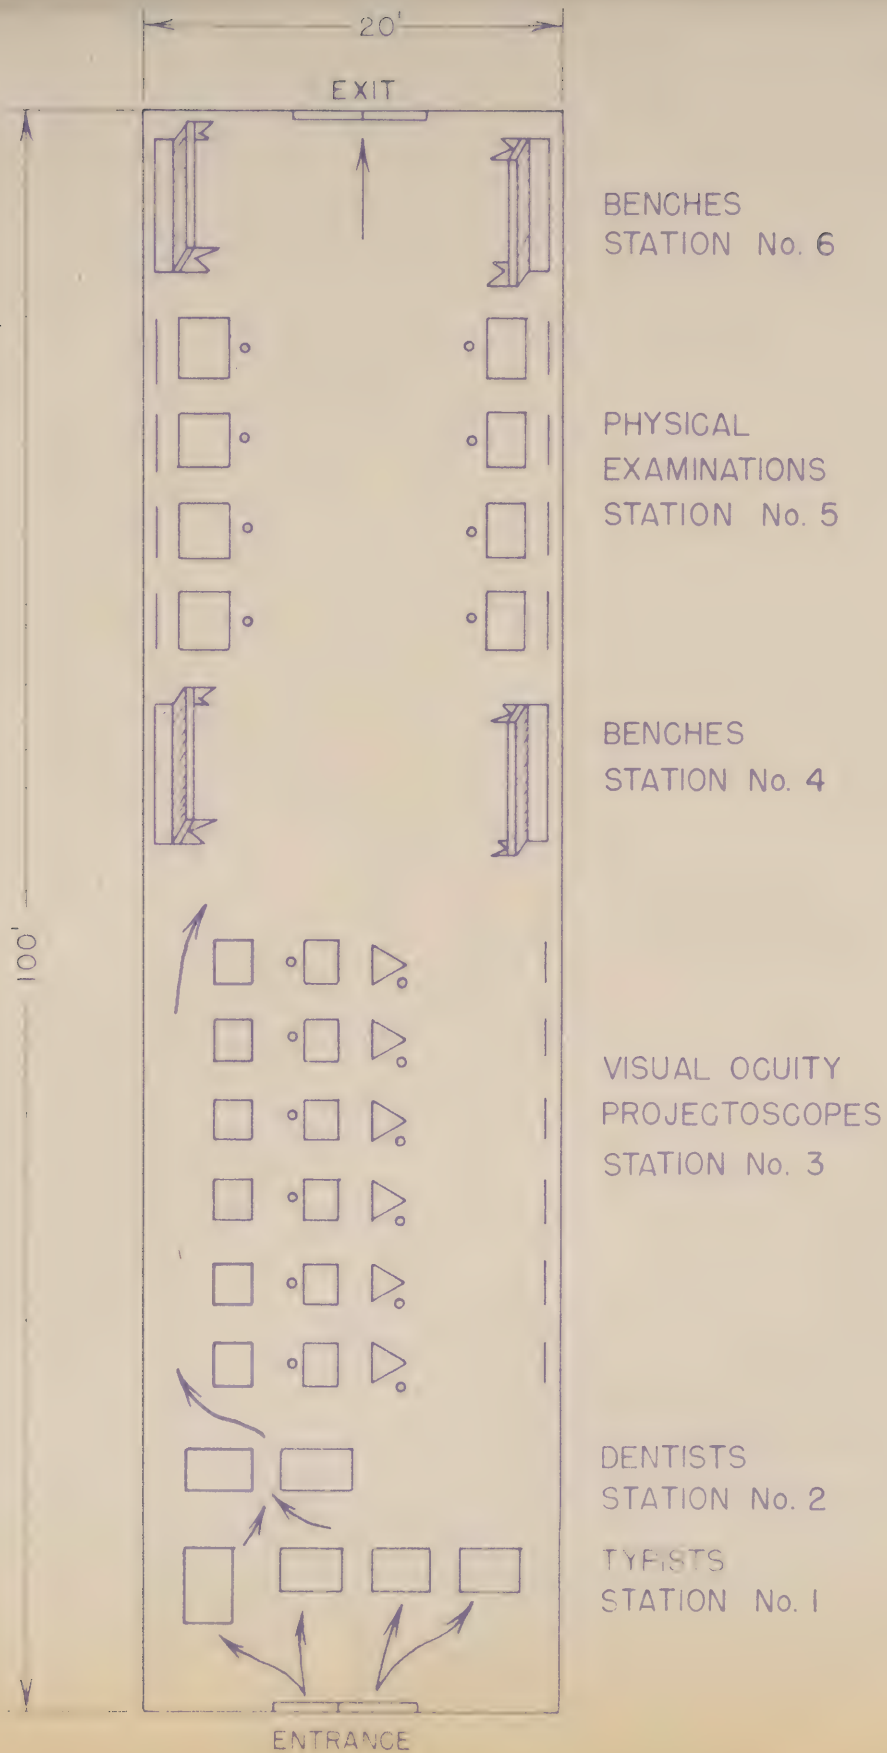 20'
EXIT
BENCHES
STATION No. 6
PHYSICAL
EXAMINATIONS
STATION No. 5
BENCHES
STATION No. 4
100'
VISUAL OCUITY
PROJECTOSCOPES
STATION No. 3
DENTISTS
STATION No. 2
TYPISTS
STATION No. 1
ENTRANCE